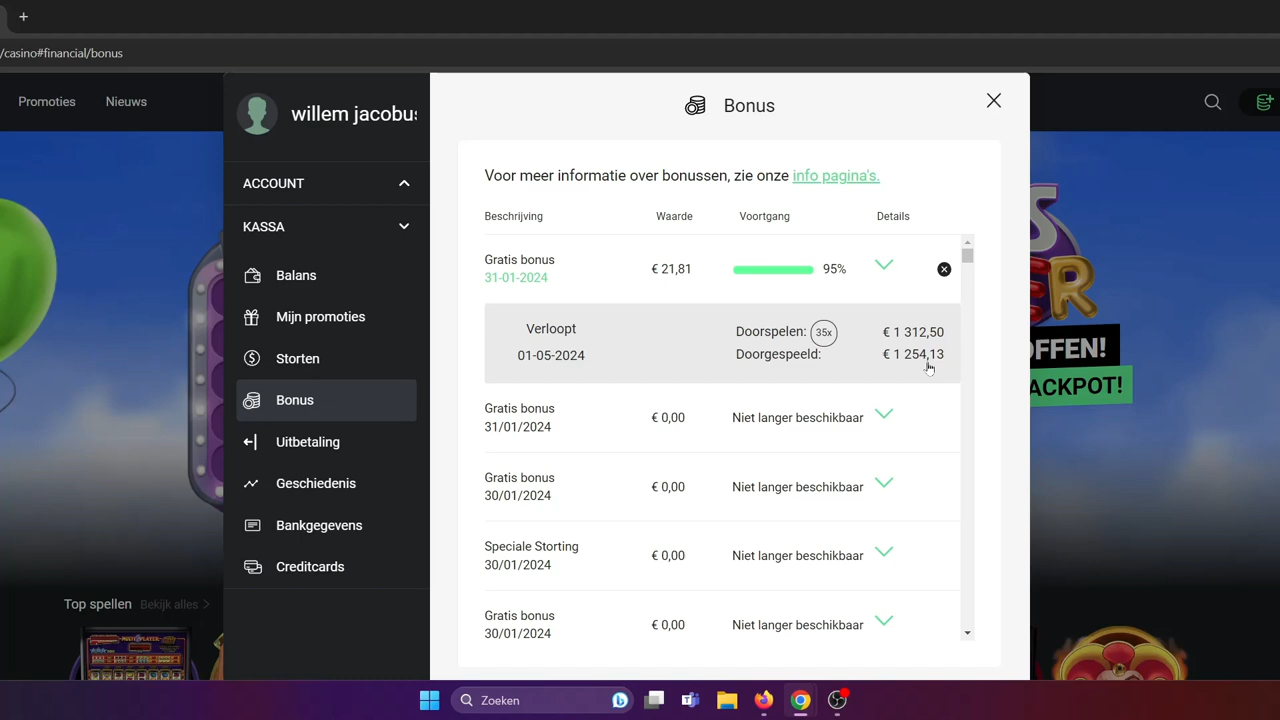 /casino#financial/bonus
Promoties Nieuws
willem jacobus
Bonus
ACCOUNT
KASSA
Balans
Mijn promoties
Storten
Bonus
Uitbetaling
Geschiedenis
Bankgegevens
Creditcards
Voor meer informatie over bonussen, zie onze info pagina's.
Beschrijving Waarde Voortgang Details
Gratis bonus
31-01-2024 € 21,81 95%
Verloopt Doorspelen: 35x € 1 312,50
01-05-2024 Doorgespeeld: € 1 254,13
Gratis bonus
31/01/2024 € 0,00 Niet langer beschikbaar
Gratis bonus
30/01/2024 € 0,00 Niet langer beschikbaar
Speciale Storting
30/01/2024 € 0,00 Niet langer beschikbaar
Gratis bonus
30/01/2024 € 0,00 Niet langer beschikbaar
OFFEN!
JACKPOT!
Top spellen Bekijk alles >
Zoeken